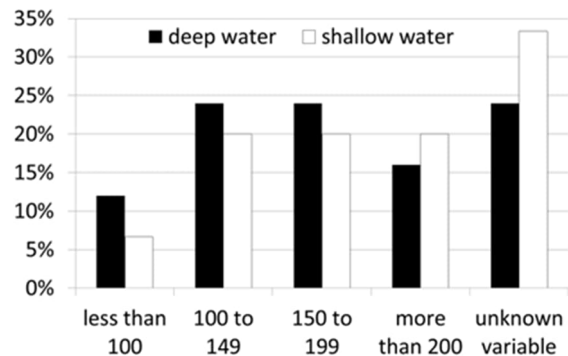 35%
deep water shallow water
30%
25%
20%
15%
10%
5%
0%
less than 100 to 150 to more unknown
100 149 199 than 200 variable